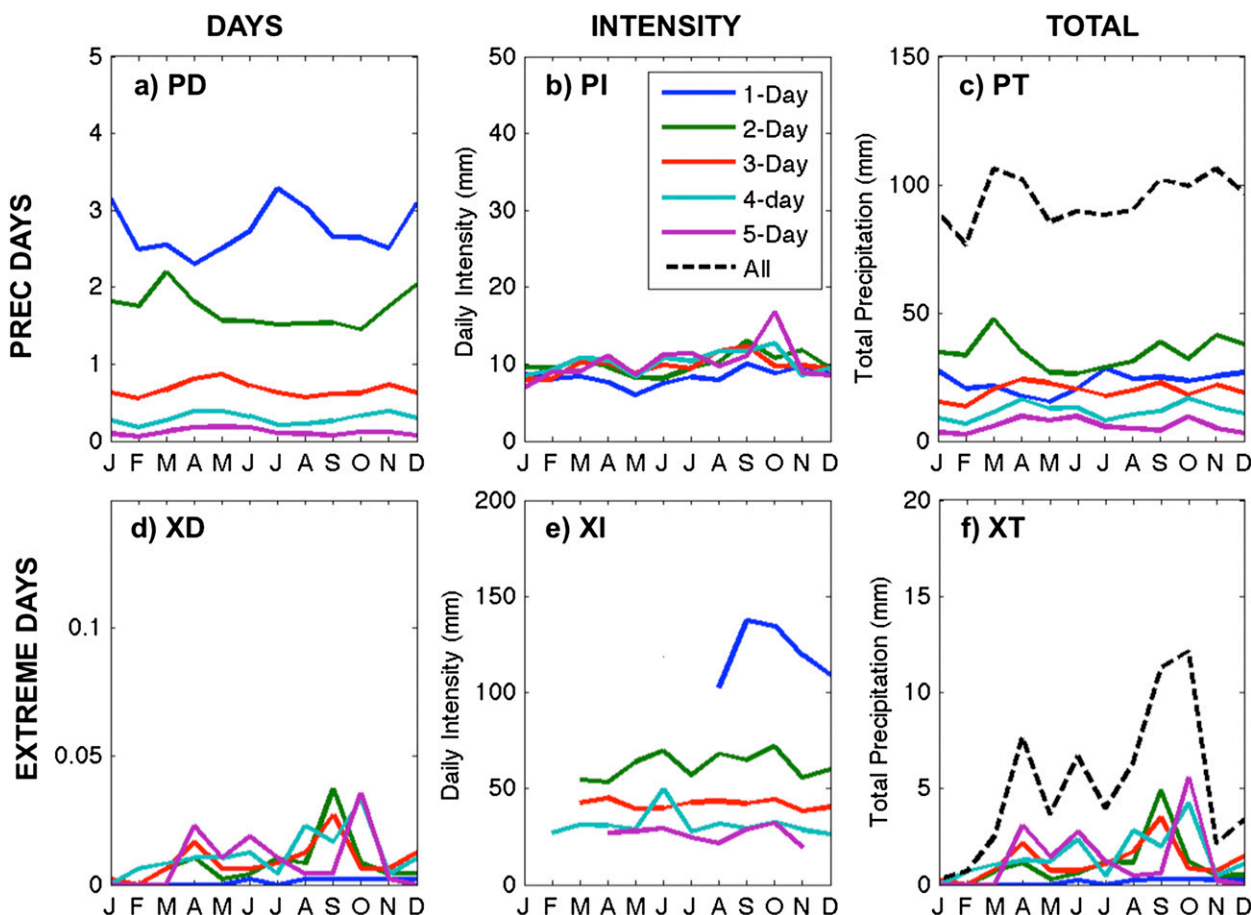 DAYS
INTENSITY
TOTAL
PREC DAYS
a) PD
5
4
3
2
1
0
J F M A M J J A S O N D
b) PI
Daily Intensity (mm)
50
40
30
20
10
0
1-Day
2-Day
3-Day
4-day
5-Day
All
J F M A M J J A S O N D
c) PT
Total Precipitation (mm)
150
100
50
0
J F M A M J J A S O N D
EXTREME DAYS
d) XD
0.1
0.05
0
J F M A M J J A S O N D
e) XI
Daily Intensity (mm)
200
150
100
50
0
J F M A M J J A S O N D
f) XT
Total Precipitation (mm)
20
15
10
5
0
J F M A M J J A S O N D